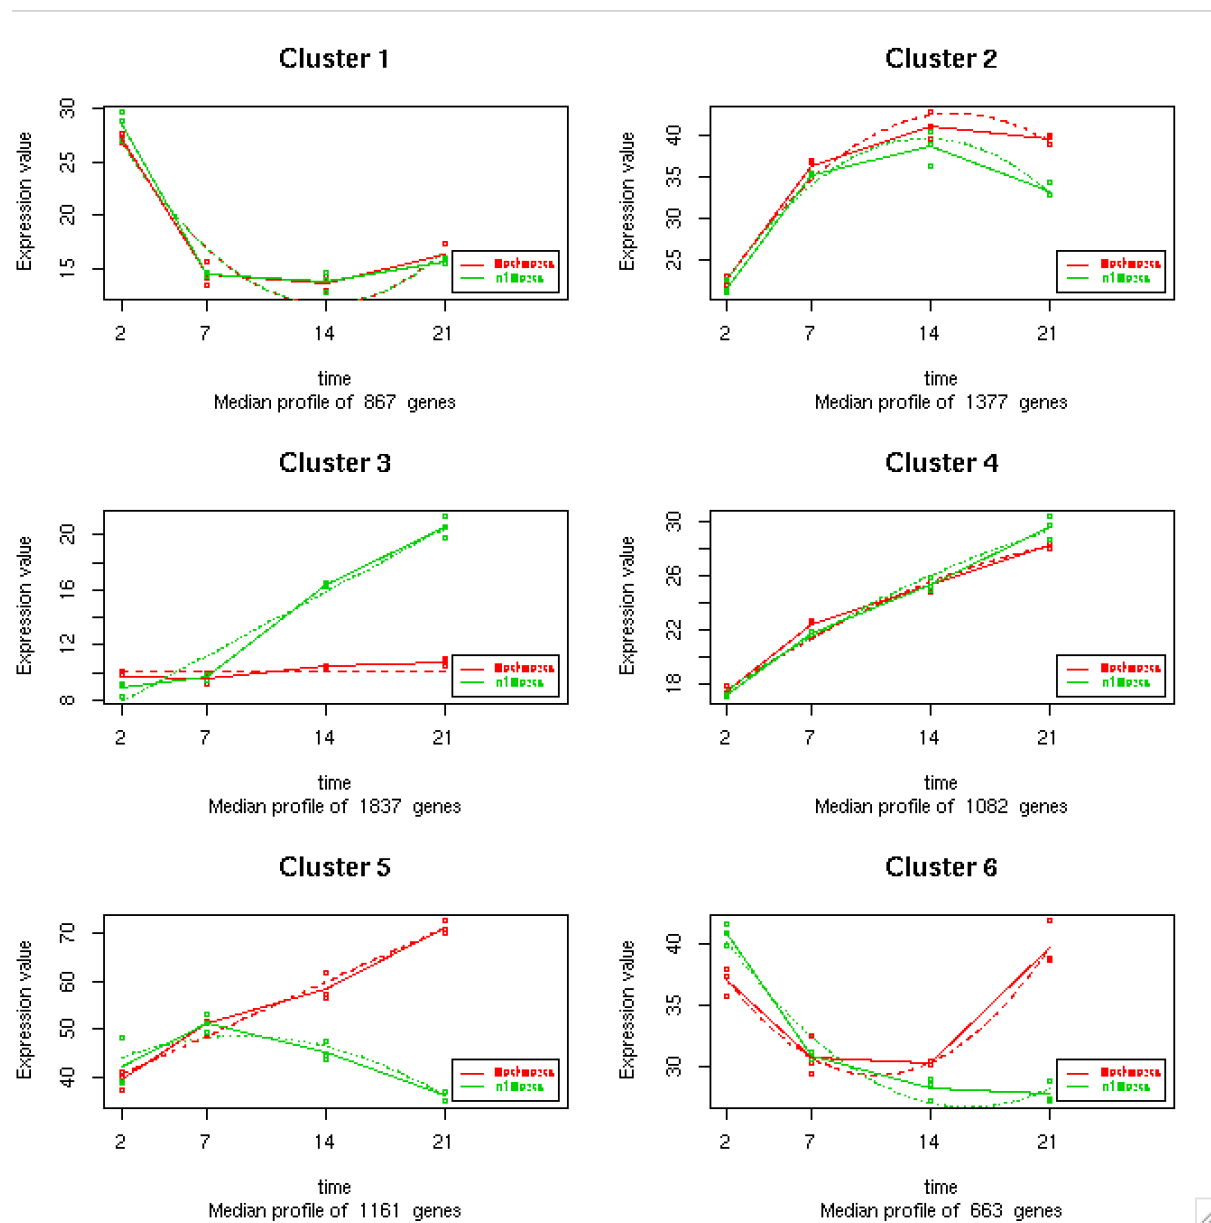 Cluster 1
Expression value
30
25
20
15
2 7 14 21
time
Median profile of 867 genes
Cluster 2
Expression value
40
35
30
25
2 7 14 21
time
Median profile of 1377 genes
Cluster 3
Expression value
20
16
12
8
2 7 14 21
time
Median profile of 1837 genes
Cluster 4
Expression value
30
26
22
18
2 7 14 21
time
Median profile of 1082 genes
Cluster 5
Expression value
70
60
50
40
2 7 14 21
time
Median profile of 1161 genes
Cluster 6
Expression value
40
35
30
2 7 14 21
time
Median profile of 663 genes